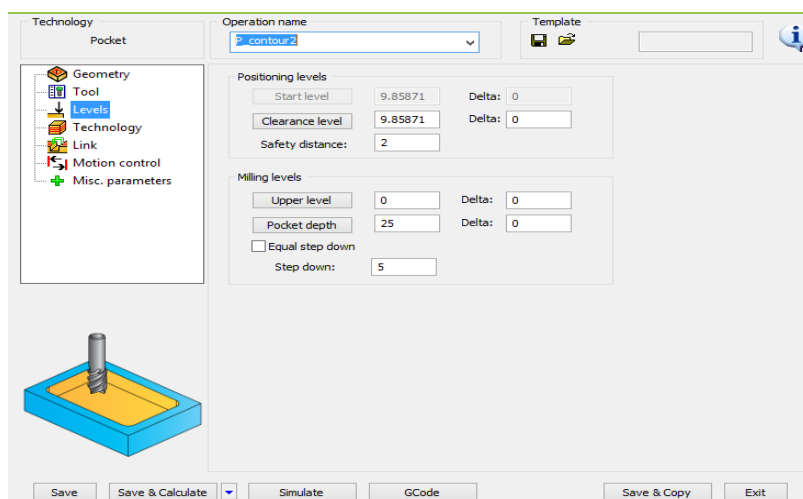 Technology
Pocket
Operation name
P_contour2
Template
Geometry
Tool
Levels
Technology
Link
Motion control
Misc. parameters
Positioning levels
Start level 9.85871 Delta: 0
Clearance level 9.85871 Delta: 0
Safety distance: 2
Milling levels
Upper level 0 Delta: 0
Pocket depth 25 Delta: 0
Equal step down
Step down: 5
Save Save & Calculate Simulate GCode Save & Copy Exit